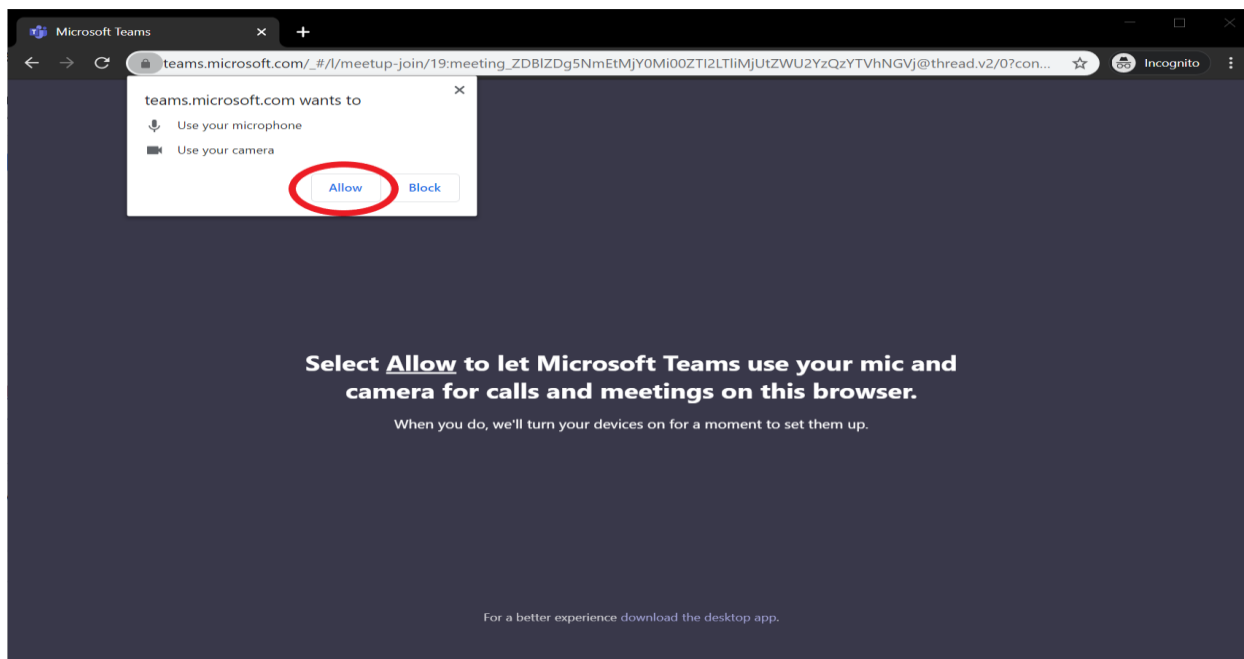 Microsoft Teams
teams.microsoft.com/_#/l/meetup-join/19:meeting_ZDBlZDg5NmEtMjY0Mi00ZTI2LTliMjUtZWU2YzQzYTVhNGVj@thread.v2/0?con...
Incognito
teams.microsoft.com wants to
Use your microphone
Use your camera
Allow Block
Select Allow to let Microsoft Teams use your mic and
camera for calls and meetings on this browser.
When you do, we'll turn your devices on for a moment to set them up.
For a better experience download the desktop app.